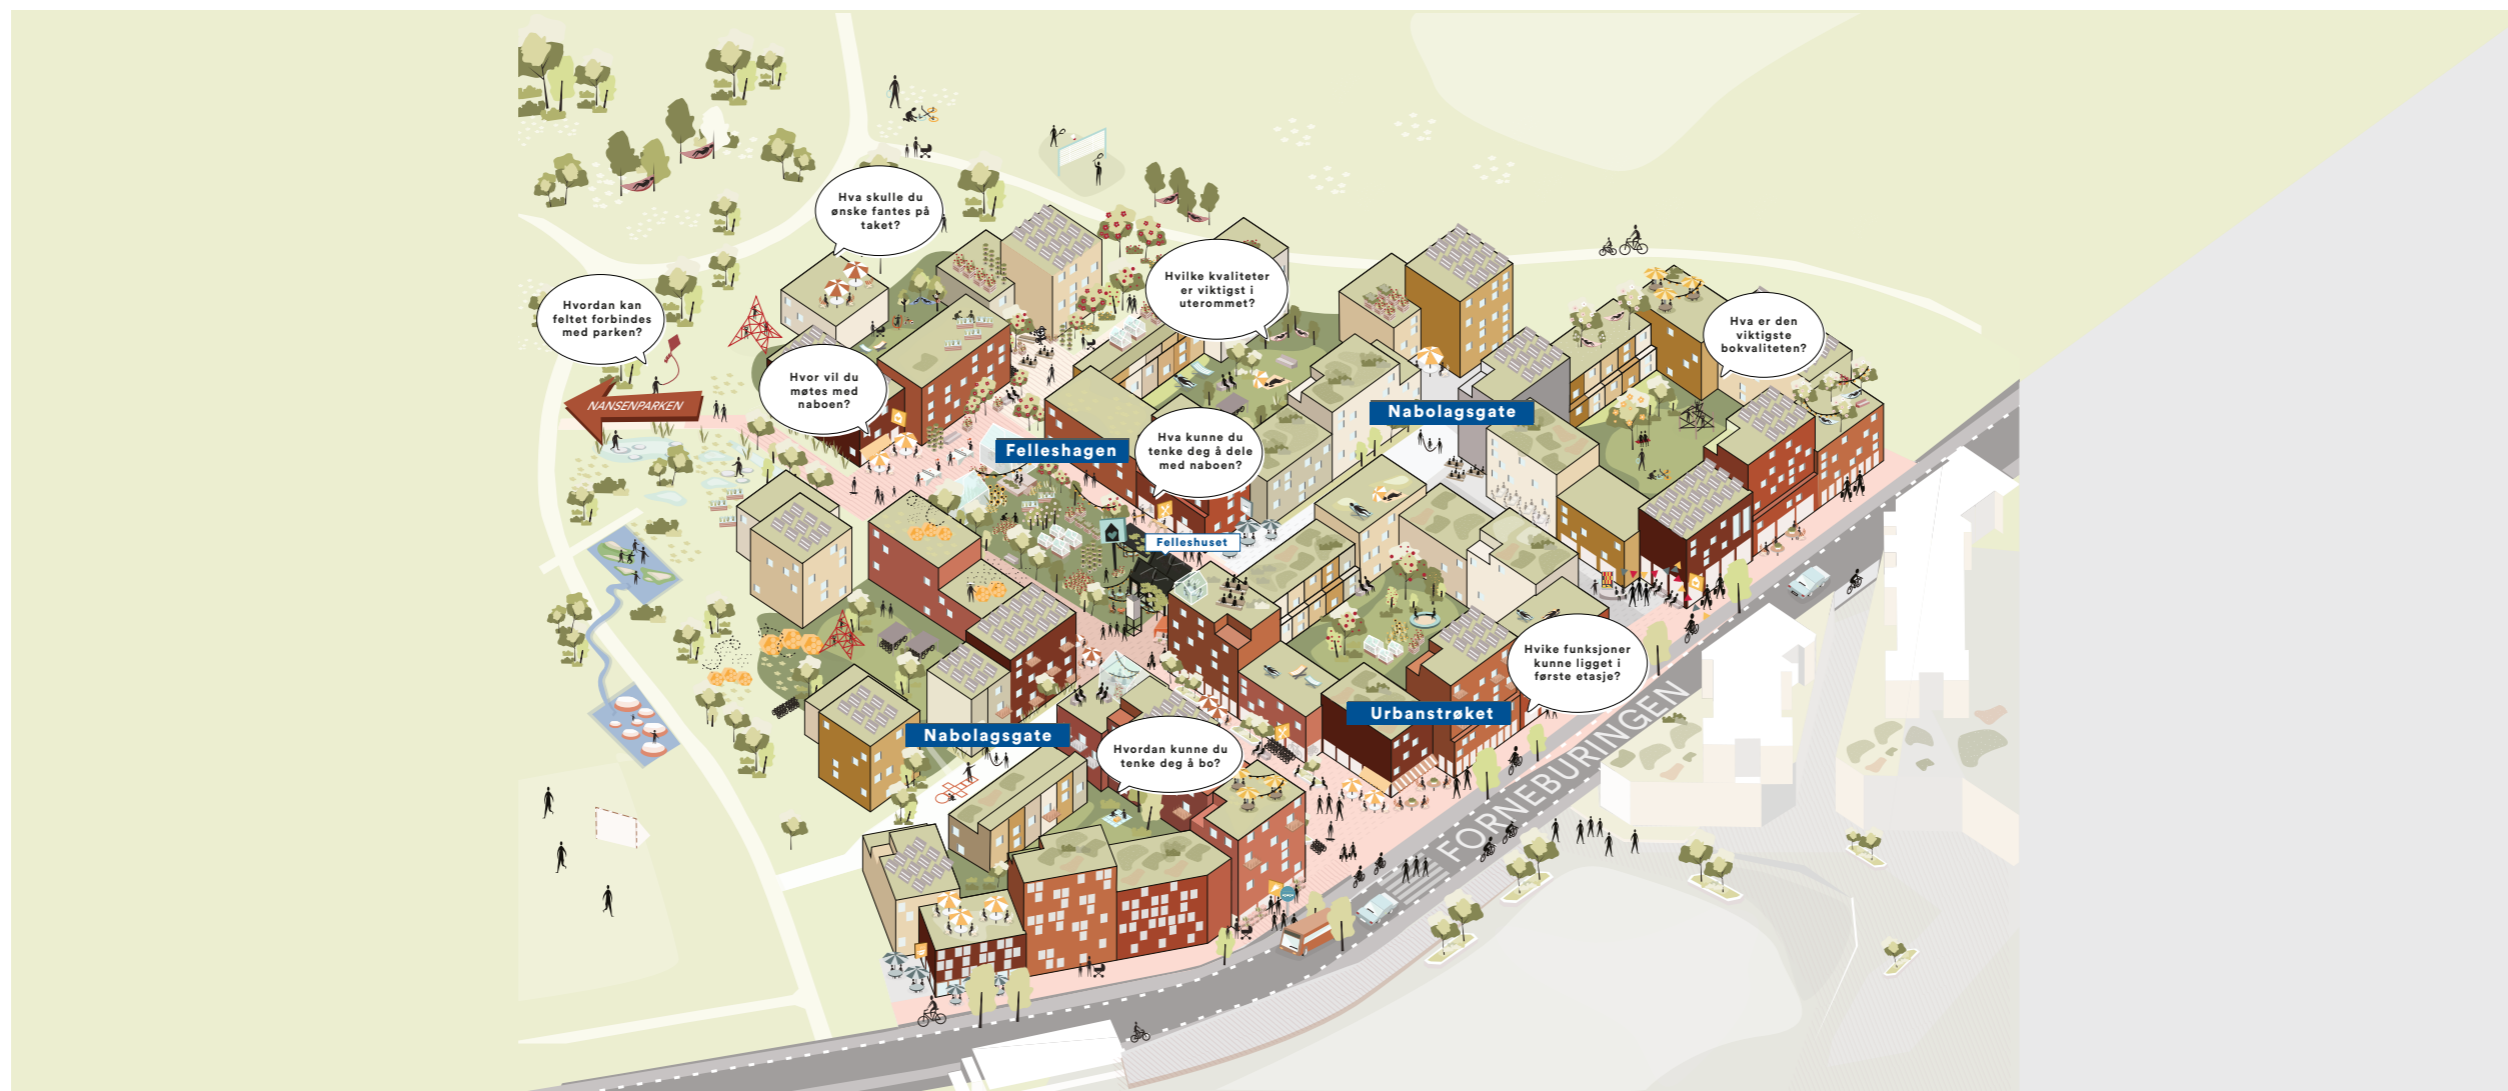 Hva skulle du
ønske fantes på
taket?
Hvordan kan
feltet forbindes
med parken?
Hvilke kvaliteter
er viktigst i
uterommet?
Hva er den
viktigste
bokvaliteten?
Hvor vil du
møtes med
naboen?
NANSENPARKEN
Nabolagsgate
Felleshagen
Hva kunne du
tenke deg å dele
med naboen?
Felleshuset
Hvike funksjoner
kunne ligget i
første etasje?
Urbanstrøket
Nabolagsgate
Hvordan kunne du
tenke deg å bo?
FORNEBURINGEN